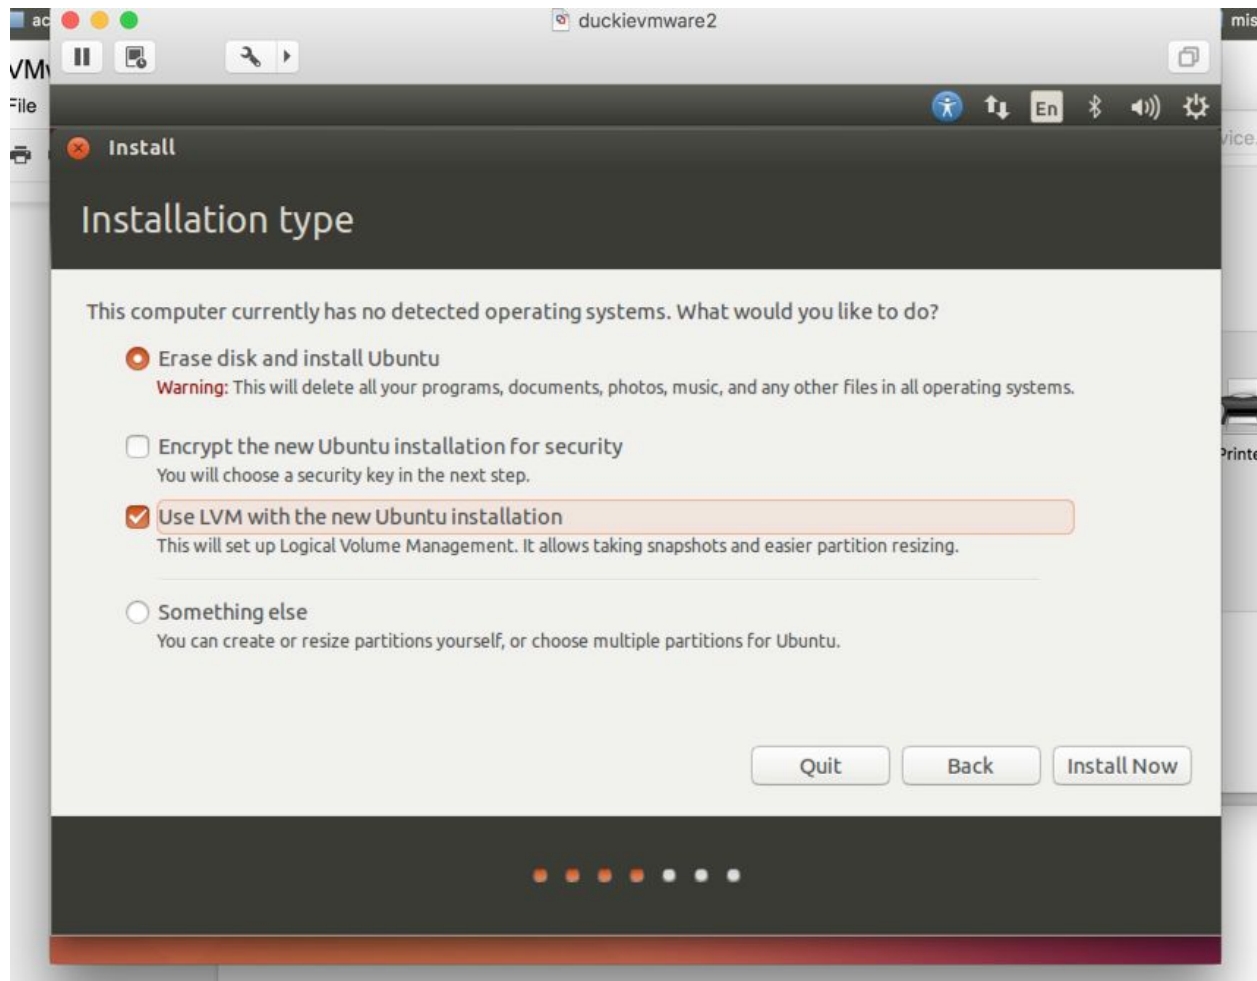 ac
duckievmware2
mis
File
En
vice.
Install
Installation type
This computer currently has no detected operating systems. What would you like to do?
Erase disk and install Ubuntu
Warning: This will delete all your programs, documents, photos, music, and any other files in all operating systems.
Encrypt the new Ubuntu installation for security
Printe
You will choose a security key in the next step.
Use LVM with the new Ubuntu installation
This will set up Logical Volume Management. It allows taking snapshots and easier partition resizing.
Something else
You can create or resize partitions yourself, or choose multiple partitions for Ubuntu.
Quit
Back
Install Now